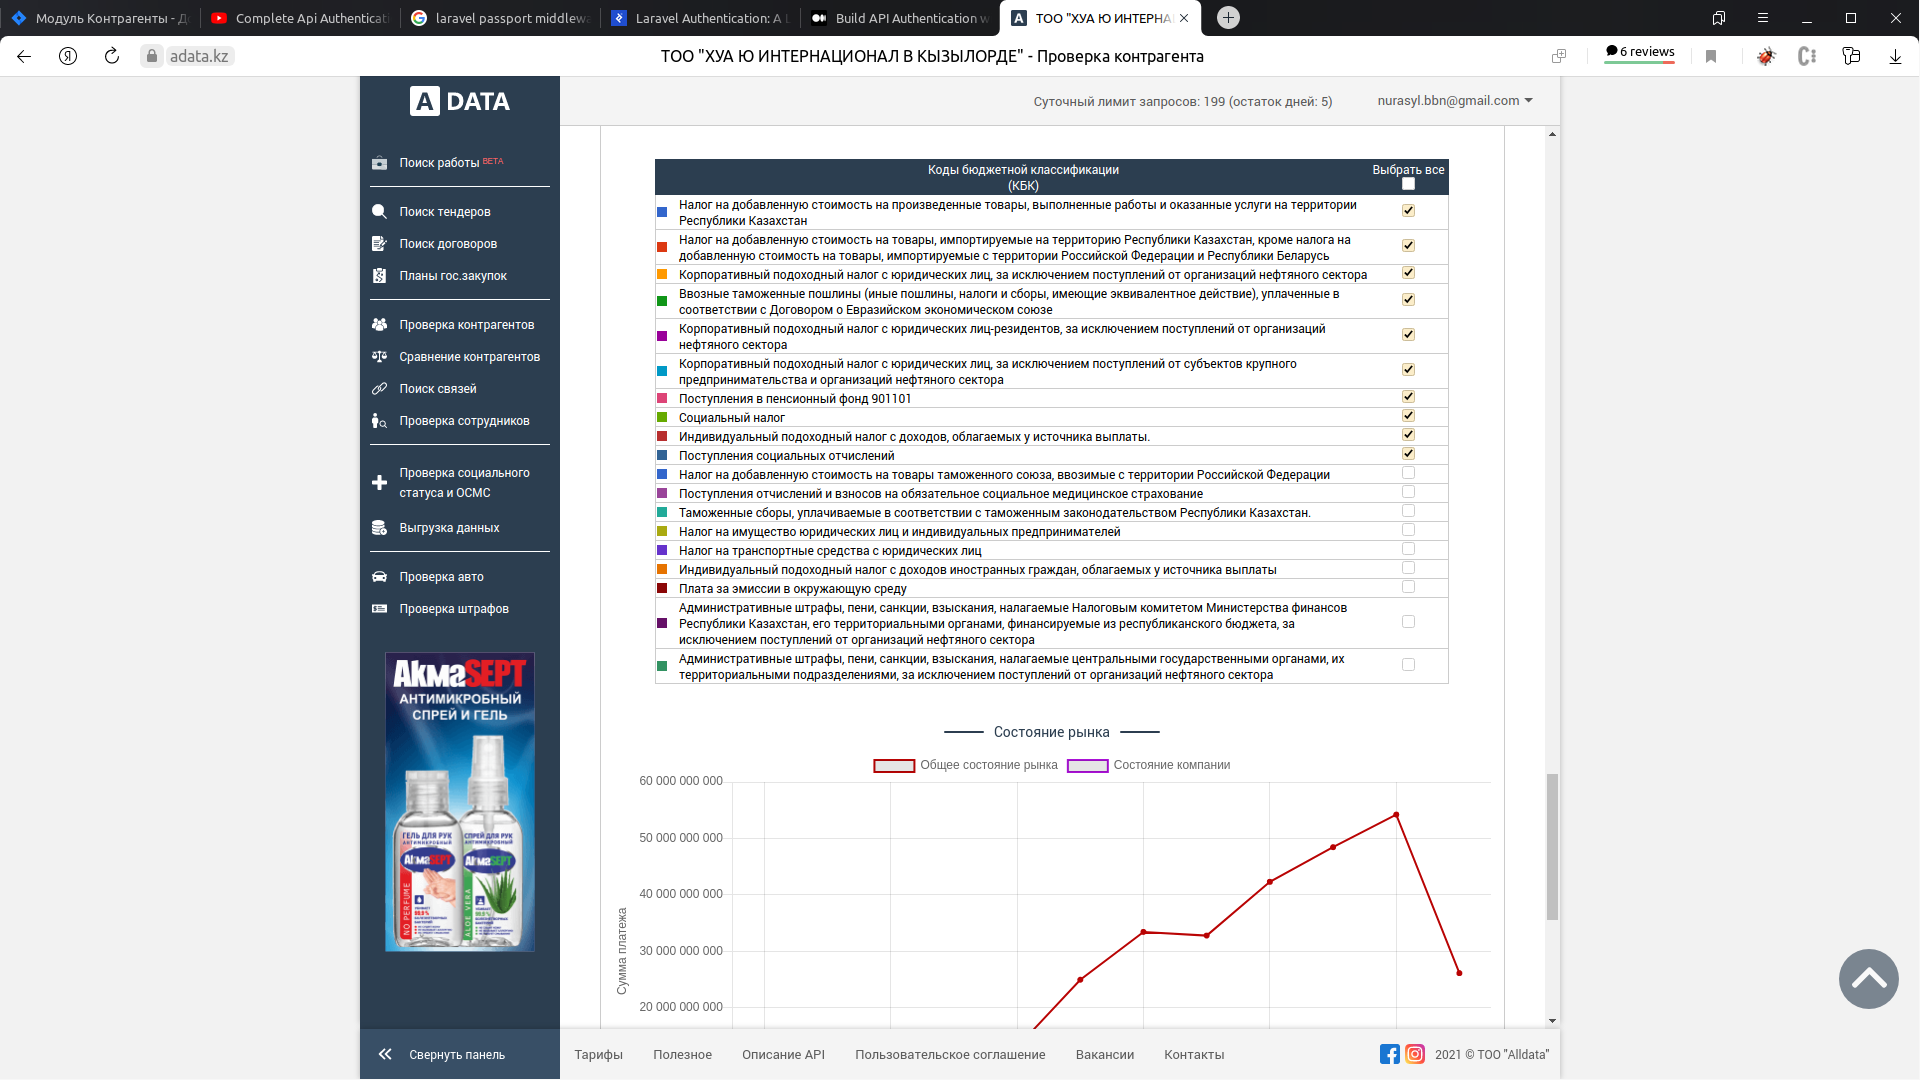 Модуль Контрагенты - Д
Complete Api Authenticati
laravel passport middlewa
Laravel Authentication: A L
Build API Authentication w
ТОО "ХУА Ю ИНТЕРНА
adata.kz
ТОО "ХУА Ю ИНТЕРНАЦИОНАЛ В КЫЗЫЛОРДЕ" - Проверка контрагента
6 reviews
A DATA
Суточный лимит запросов: 199 (остаток дней: 5)
nurasyl.bbn@gmail.com
Поиск работы BETA
Поиск тендеров
Поиск договоров
Планы гос.закупок
Проверка контрагентов
Сравнение контрагентов
Поиск связей
Проверка сотрудников
Проверка социального
статуса и ОСМС
Выгрузка данных
Проверка авто
Проверка штрафов
АкмаSEPT
АНТИМИКРОБНЫЙ
СПРЕЙ И ГЕЛЬ
ГЕЛЬ ДЛЯ РУК
АНТИМИКРОБНЫЙ
СПРЕЙ ДЛЯ РУК
АНТИМИКРОБНЫЙ
АкмаSEPT
АкмаSEPT
NO PERFUME
ALOE VERA
Свернуть панель
Коды бюджетной классификации
(КБК)
Выбрать все
Налог на добавленную стоимость на произведенные товары, выполненные работы и оказанные услуги на территории
Республики Казахстан
Налог на добавленную стоимость на товары, импортируемые на территорию Республики Казахстан, кроме налога на
добавленную стоимость на товары, импортируемые с территории Российской Федерации и Республики Беларусь
Корпоративный подоходный налог с юридических лиц, за исключением поступлений от организаций нефтяного сектора
Ввозные таможенные пошлины (иные пошлины, налоги и сборы, имеющие эквивалентное действие), уплаченные в
соответствии с Договором о Евразийском экономическом союзе
Корпоративный подоходный налог с юридических лиц-резидентов, за исключением поступлений от организаций
нефтяного сектора
Корпоративный подоходный налог с юридических лиц, за исключением поступлений от субъектов крупного
предпринимательства и организаций нефтяного сектора
Поступления в пенсионный фонд 901101
Социальный налог
Индивидуальный подоходный налог с доходов, облагаемых у источника выплаты.
Поступления социальных отчислений
Налог на добавленную стоимость на товары таможенного союза, ввозимые с территории Российской Федерации
Поступления отчислений и взносов на обязательное социальное медицинское страхование
Таможенные сборы, уплачиваемые в соответствии с таможенным законодательством Республики Казахстан.
Налог на имущество юридических лиц и индивидуальных предпринимателей
Налог на транспортные средства с юридических лиц
Индивидуальный подоходный налог с доходов иностранных граждан, облагаемых у источника выплаты
Плата за эмиссии в окружающую среду
Административные штрафы, пени, санкции, взыскания, налагаемые Налоговым комитетом Министерства финансов
Республики Казахстан, его территориальными органами, финансируемые из республиканского бюджета, за
исключением поступлений от организаций нефтяного сектора
Административные штрафы, пени, санкции, взыскания, налагаемые центральными государственными органами, их
территориальными подразделениями, за исключением поступлений от организаций нефтяного сектора
Состояние рынка
Общее состояние рынка
Состояние компании
60 000 000 000
50 000 000 000
40 000 000 000
30 000 000 000
20 000 000 000
Сумма платежа
Тарифы
Полезное
Описание API
Пользовательское соглашение
Вакансии
Контакты
2021 © ТОО "Alldata"